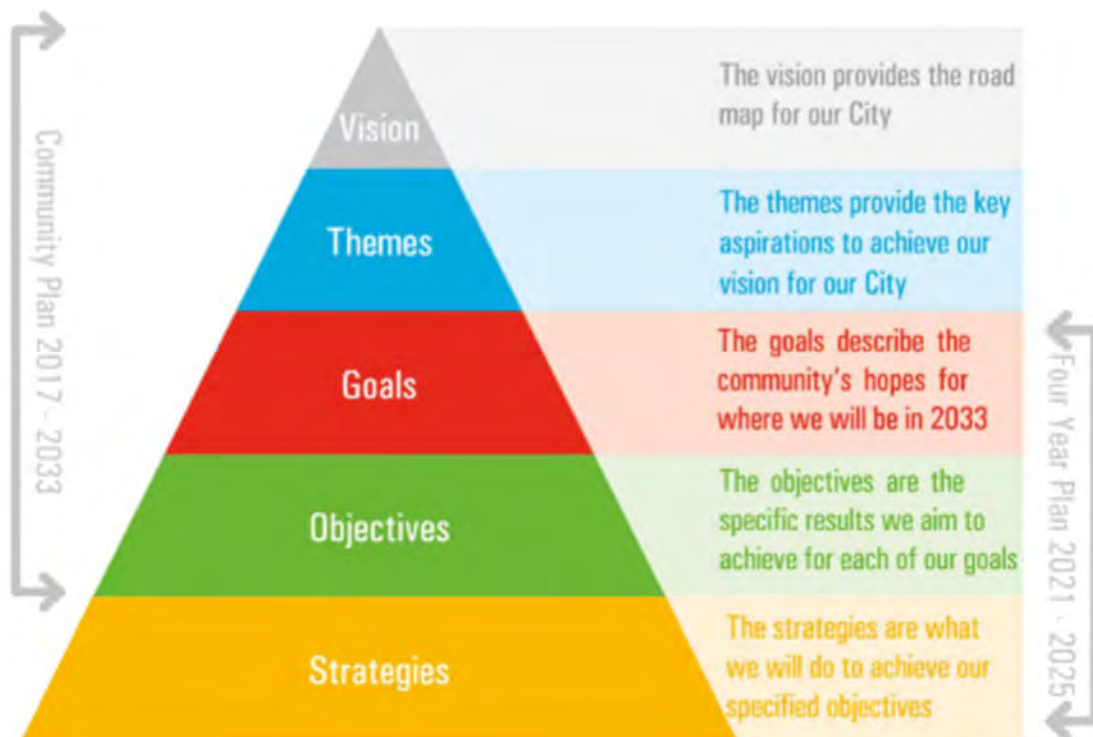 Community Plan 2017 - 2033
Vision
The vision provides the road
map for our City
Themes
The themes provide the key
aspirations to achieve our
vision for our City
Goals
The goals describe the
community's hopes for
where we will be in 2033
Objectives
The objectives are the
specific results we aim to
achieve for each of our goals
Strategies
The strategies are what
we will do to achieve our
specified objectives
Four Year Plan 2021 - 2025